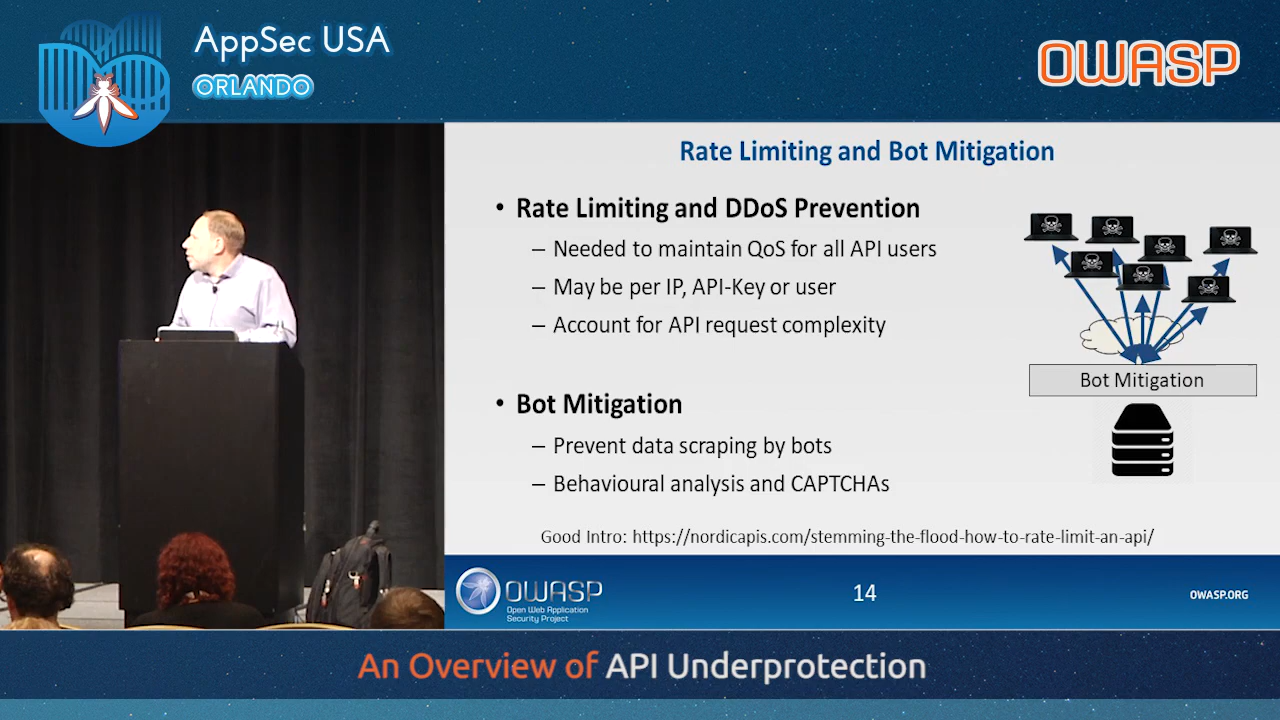 AppSec USA
ORLANDO
OWASP
Rate Limiting and Bot Mitigation
• Rate Limiting and DDoS Prevention
– Needed to maintain QoS for all API users
– May be per IP, API-Key or user
– Account for API request complexity
Bot Mitigation
• Bot Mitigation
– Prevent data scraping by bots
– Behavioural analysis and CAPTCHAs
Good Intro: https://nordicapis.com/stemming-the-flood-how-to-rate-limit-an-api/
OWASP
Open Web Application
Security Project
14
OWASP.ORG
An Overview of API Underprotection